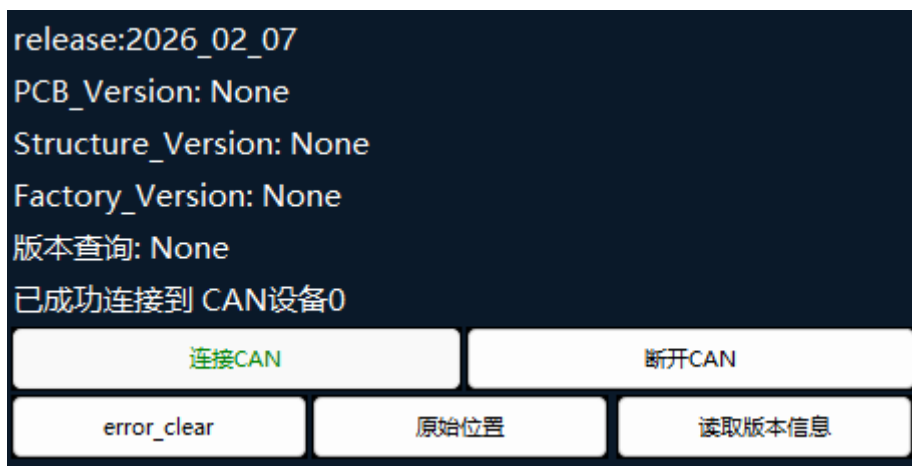 release:2026_02_07
PCB_Version: None
Structure_Version: None
Factory_Version: None
版本查询: None
已成功连接到 CAN设备0
连接CAN 断开CAN
error_clear 原始位置 读取版本信息